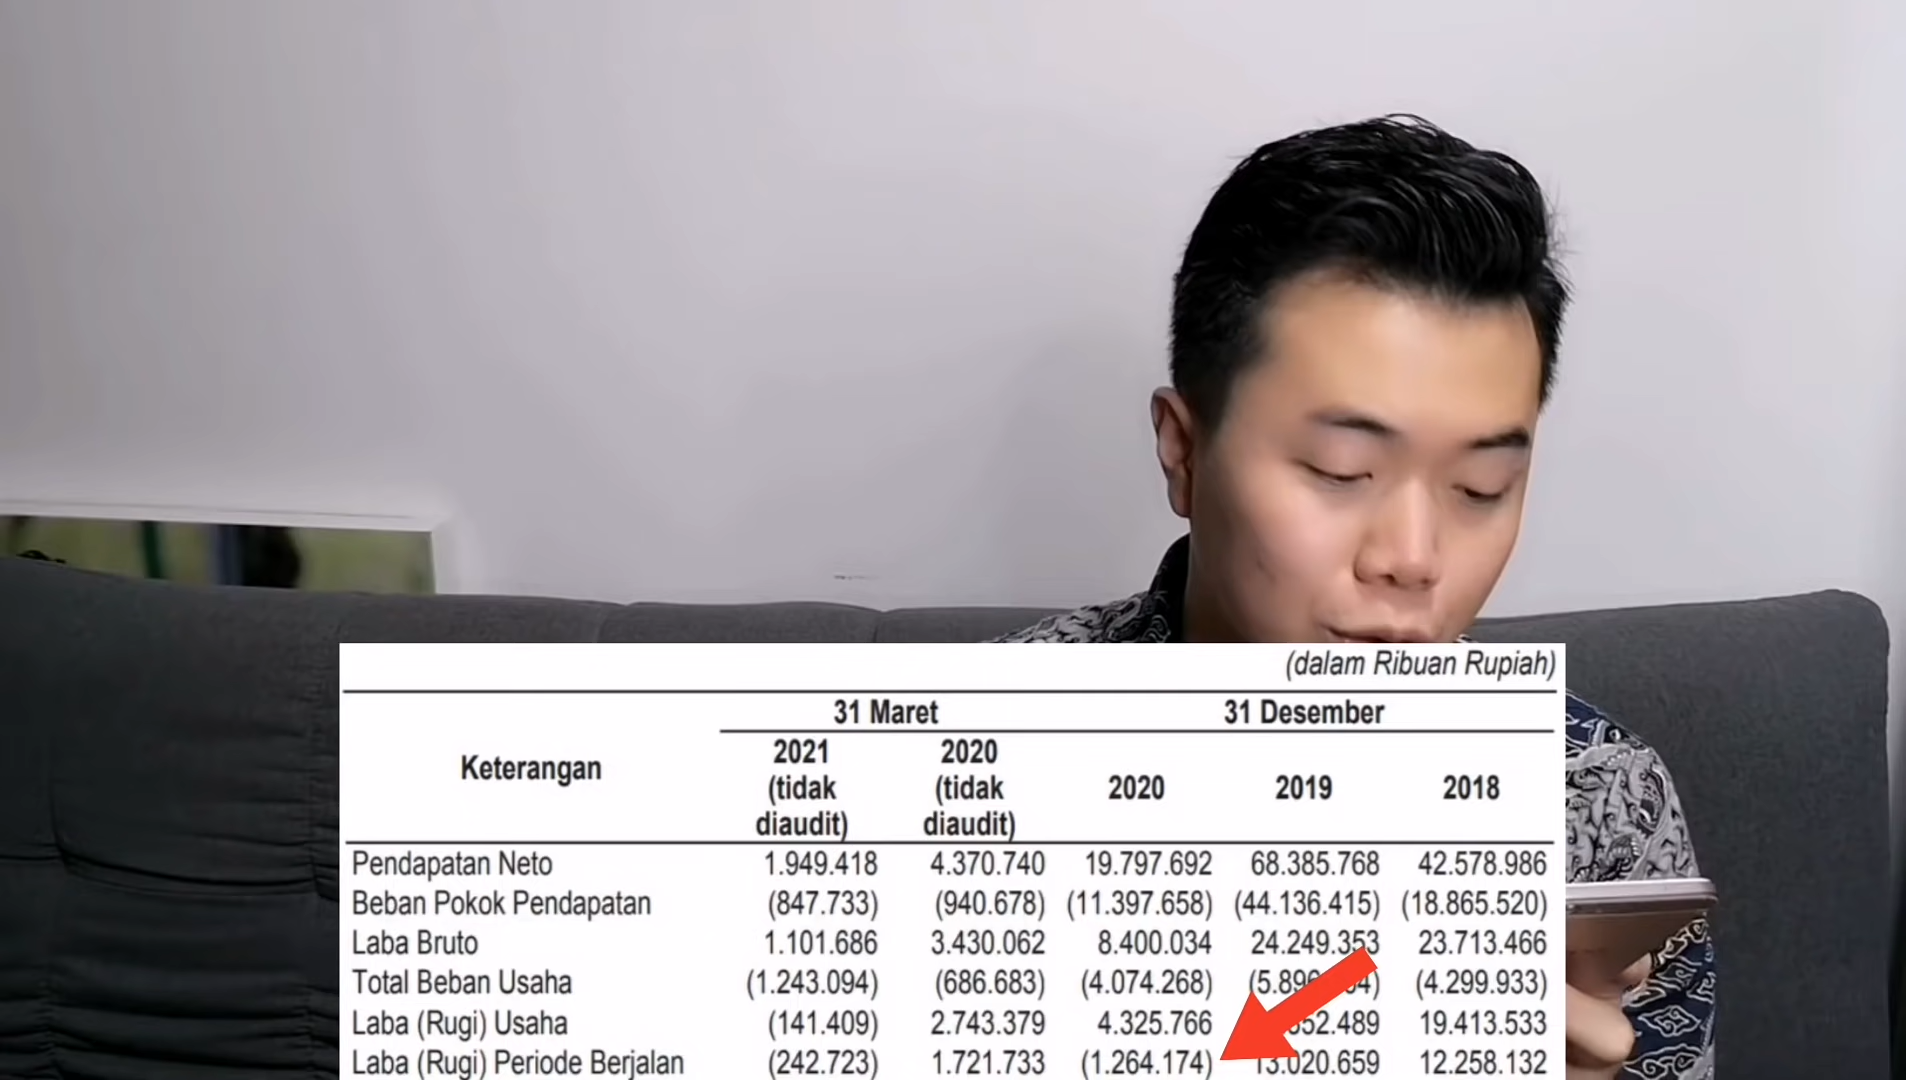 (dalam Ribuan Rupiah)
31 Maret 31 Desember
Keterangan 2021 (tidak diaudit) 2020 (tidak diaudit) 2020 2019 2018
Pendapatan Neto 1.949.418 4.370.740 19.797.692 68.385.768 42.578.986
Beban Pokok Pendapatan (847.733) (940.678) (11.397.658) (44.136.415) (18.865.520)
Laba Bruto 1.101.686 3.430.062 8.400.034 24.249.353 23.713.466
Total Beban Usaha (1.243.094) (686.683) (4.074.268) (4.299.933)
Laba (Rugi) Usaha (141.409) 2.743.379 4.325.766 19.413.533
Laba (Rugi) Periode Berjalan (242.723) 1.721.733 (1.264.174) 13.020.659 12.258.132